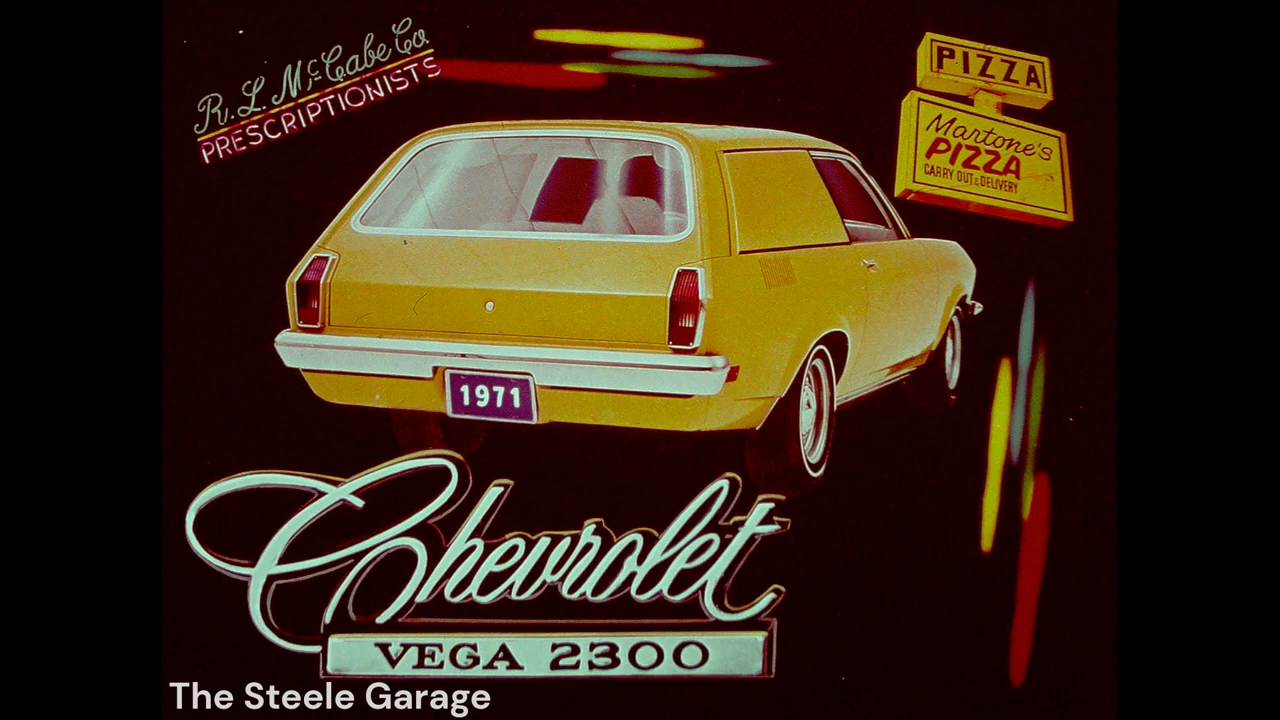 R. L. McCabe Co
PRESCRIPTIONISTS
PIZZA
Martone's
PIZZA
CARRY OUT & DELIVERY
1971
Chevrolet
VEGA 2300
The Steele Garage